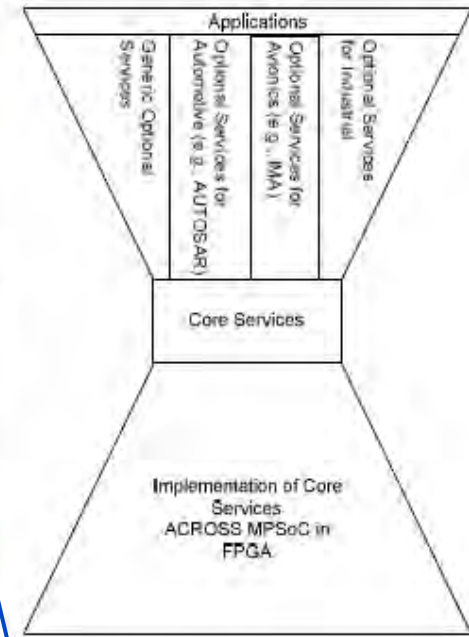 Applications
Generic Optional
Services
Optional Services for
Automotive (e.g., AUTOSAR)
Optional Services for
Avionics (e.g., IMA)
Optional Services
for Industrial
Core Services
Implementation of Core
Services
ACROSS MPSoC in
FPGA